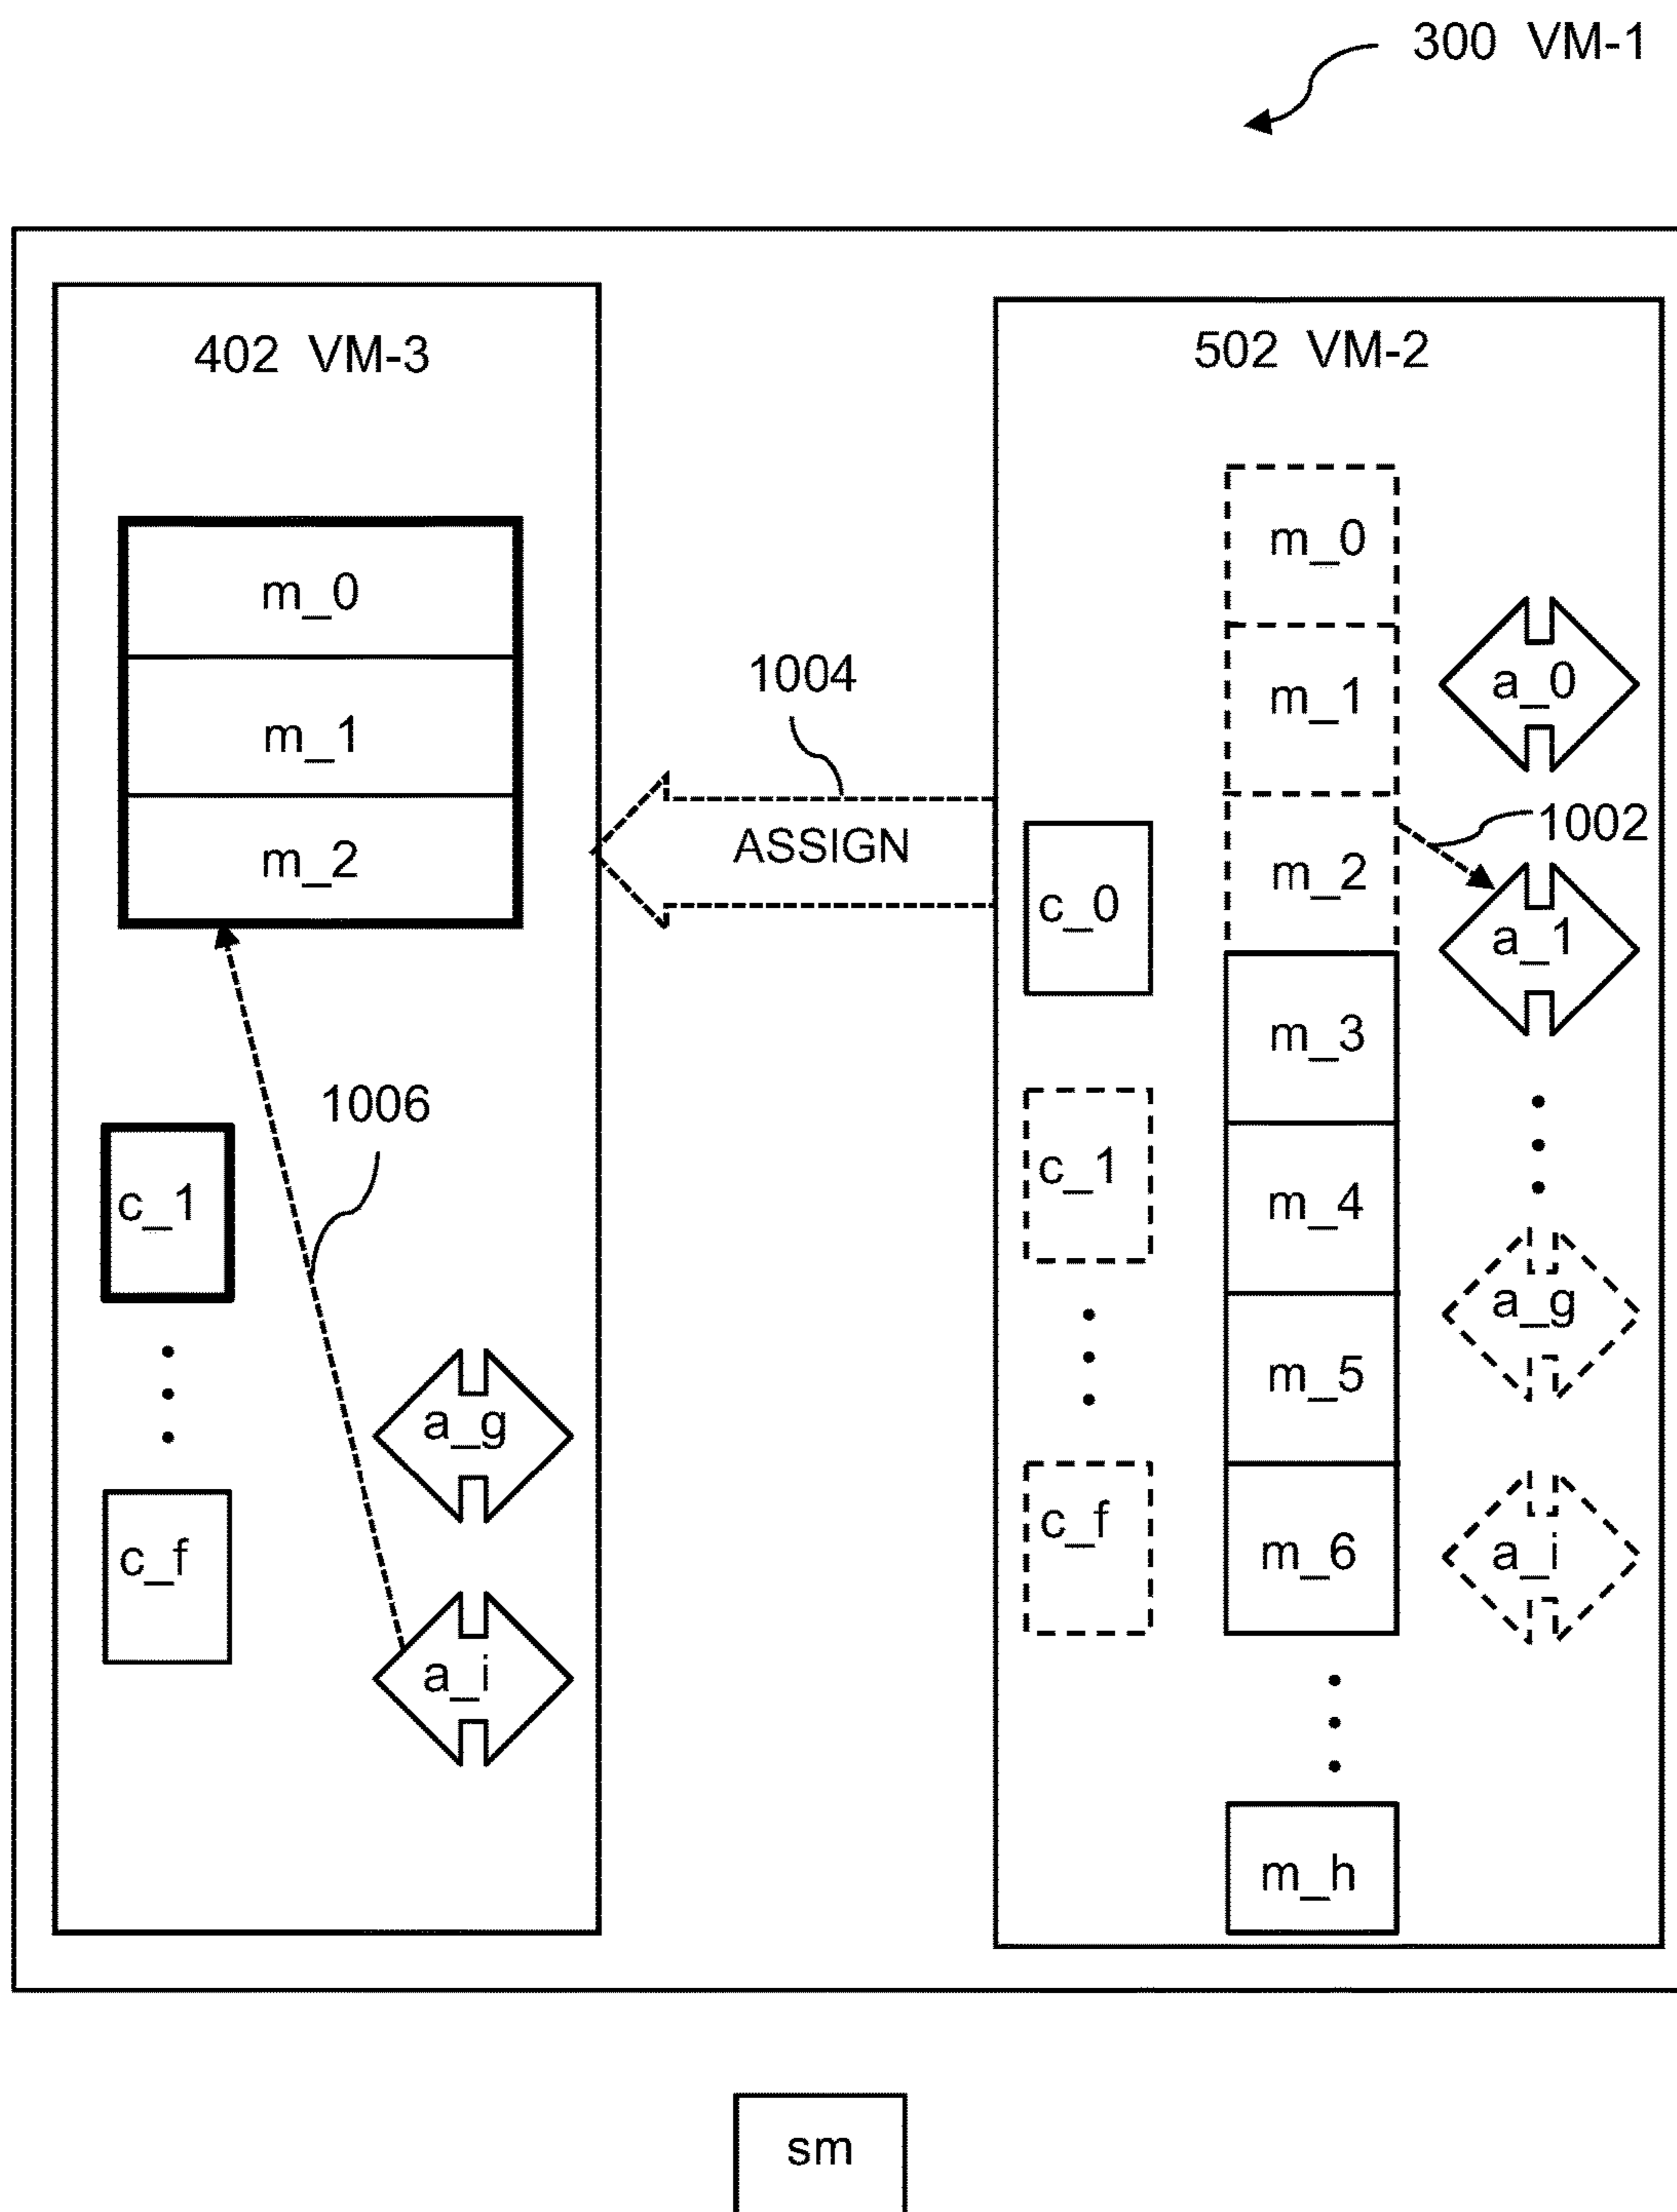 300 VM-1
402 VM-3
m_0
m_1
m_2
1006
c_1
c_f
a_g
a_i
1004
ASSIGN
502 VM-2
m_0
m_1
m_2
m_3
m_4
m_5
m_6
m_h
c_0
c_1
c_f
a_0
1002
a_1
a_g
a_i
sm